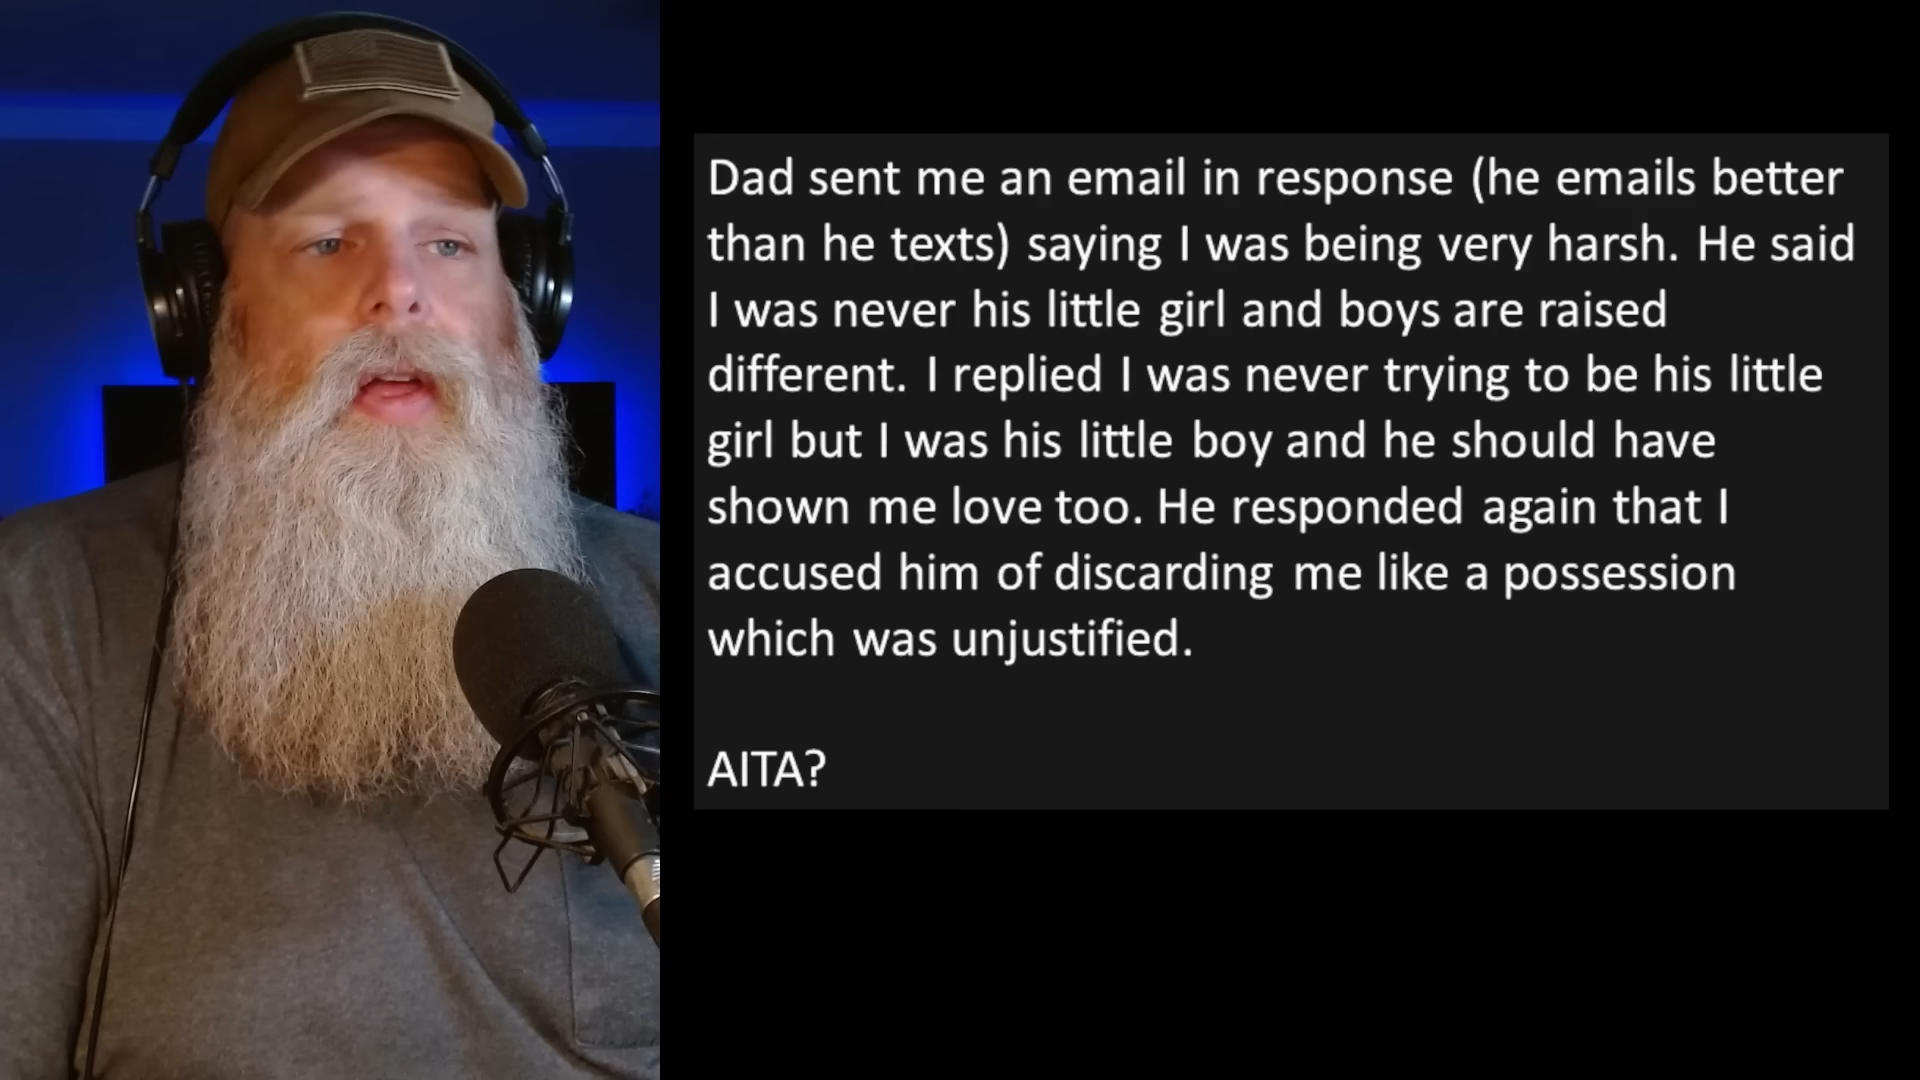 Dad sent me an email in response (he emails better
than he texts) saying I was being very harsh. He said
I was never his little girl and boys are raised
different. I replied I was never trying to be his little
girl but I was his little boy and he should have
shown me love too. He responded again that I
accused him of discarding me like a possession
which was unjustified.
AITA?